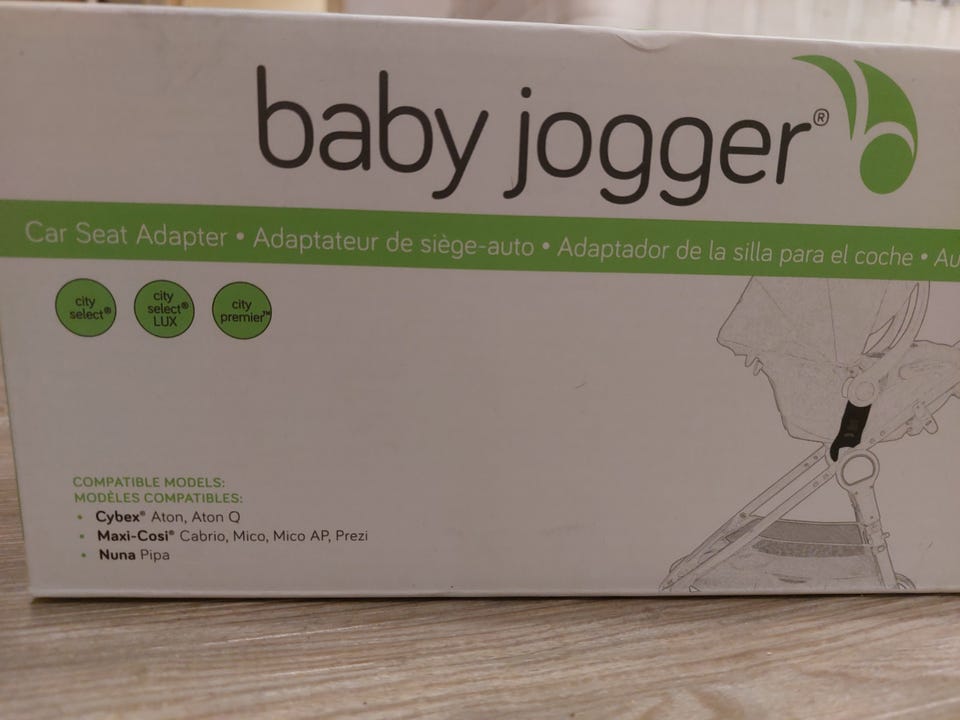 baby jogger®
Car Seat Adapter • Adaptateur de siège-auto • Adaptador de la silla para el coche • Au
city select®
city select® LUX
city premier™
COMPATIBLE MODELS:
MODÈLES COMPATIBLES:
• Cybex® Aton, Aton Q
• Maxi-Cosi® Cabrio, Mico, Mico AP, Prezi
• Nuna Pipa